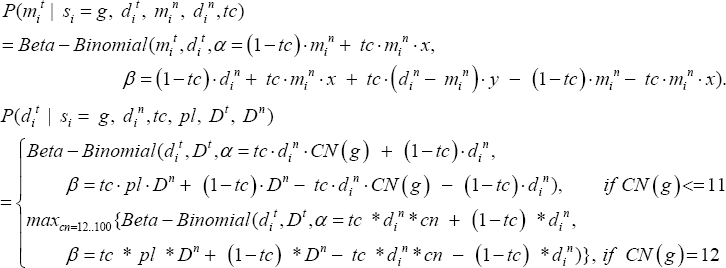 P(m_i^t | s_i = g, d_i^t, m_i^n, d_i^n, tc)
= Beta − Binomial(m_i^t, d_i^t, α = (1−tc)·m_i^n + tc·m_i^n·x,
β = (1−tc)·d_i^n + tc·m_i^n·x + tc·(d_i^n − m_i^n)·y − (1−tc)·m_i^n − tc·m_i^n·x).
P(d_i^t | s_i = g, d_i^n, tc, pl, D^t, D^n)
Beta − Binomial(d_i^t, D^t, α = tc·d_i^n·CN(g) + (1−tc)·d_i^n,
= { β = tc·pl·D^n + (1−tc)·D^n − tc·d_i^n·CN(g) − (1−tc)·d_i^n), if CN(g)<=11
max_{cn=12..100}{Beta − Binomial(d_i^t, D^t, α = tc *d_i^n*cn + (1−tc) *d_i^n,
β = tc * pl *D^n + (1−tc) *D^n − tc *d_i^n*cn − (1−tc) *d_i^n)}, if CN(g)=12